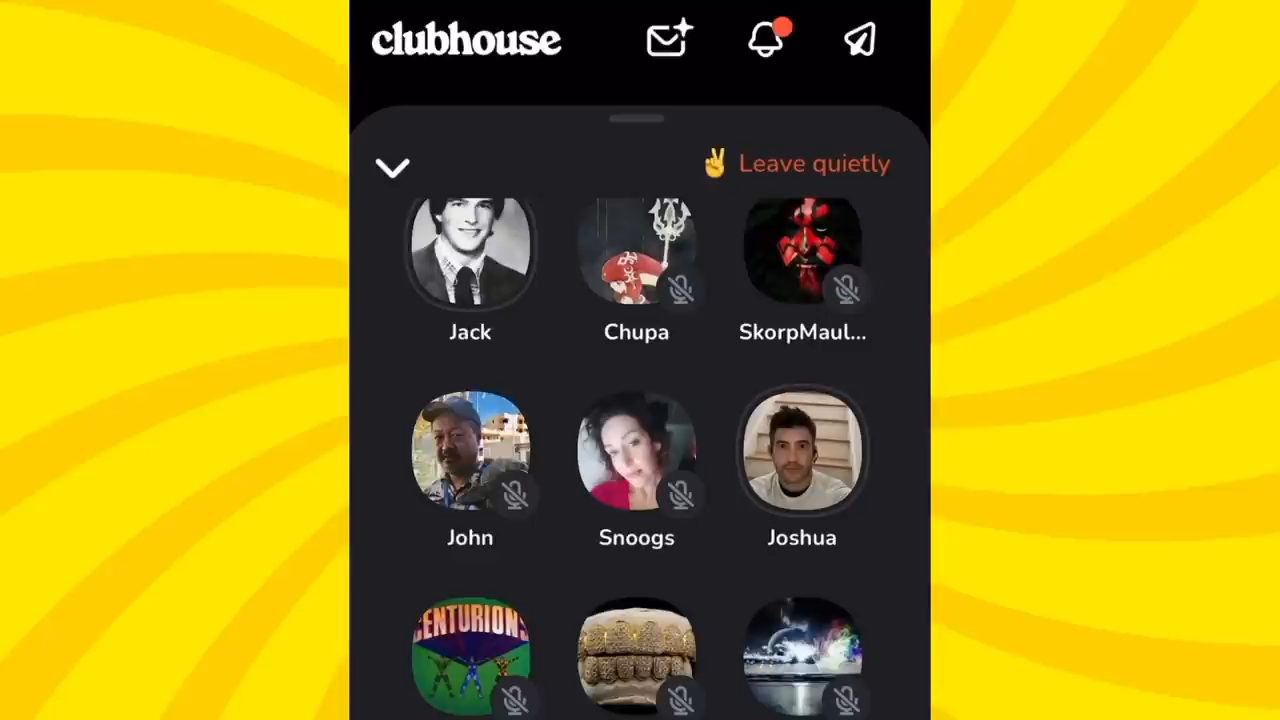 clubhouse
✌️ Leave quietly
Jack
Chupa
SkorpMaul...
John
Snoogs
Joshua
CENTURIONS